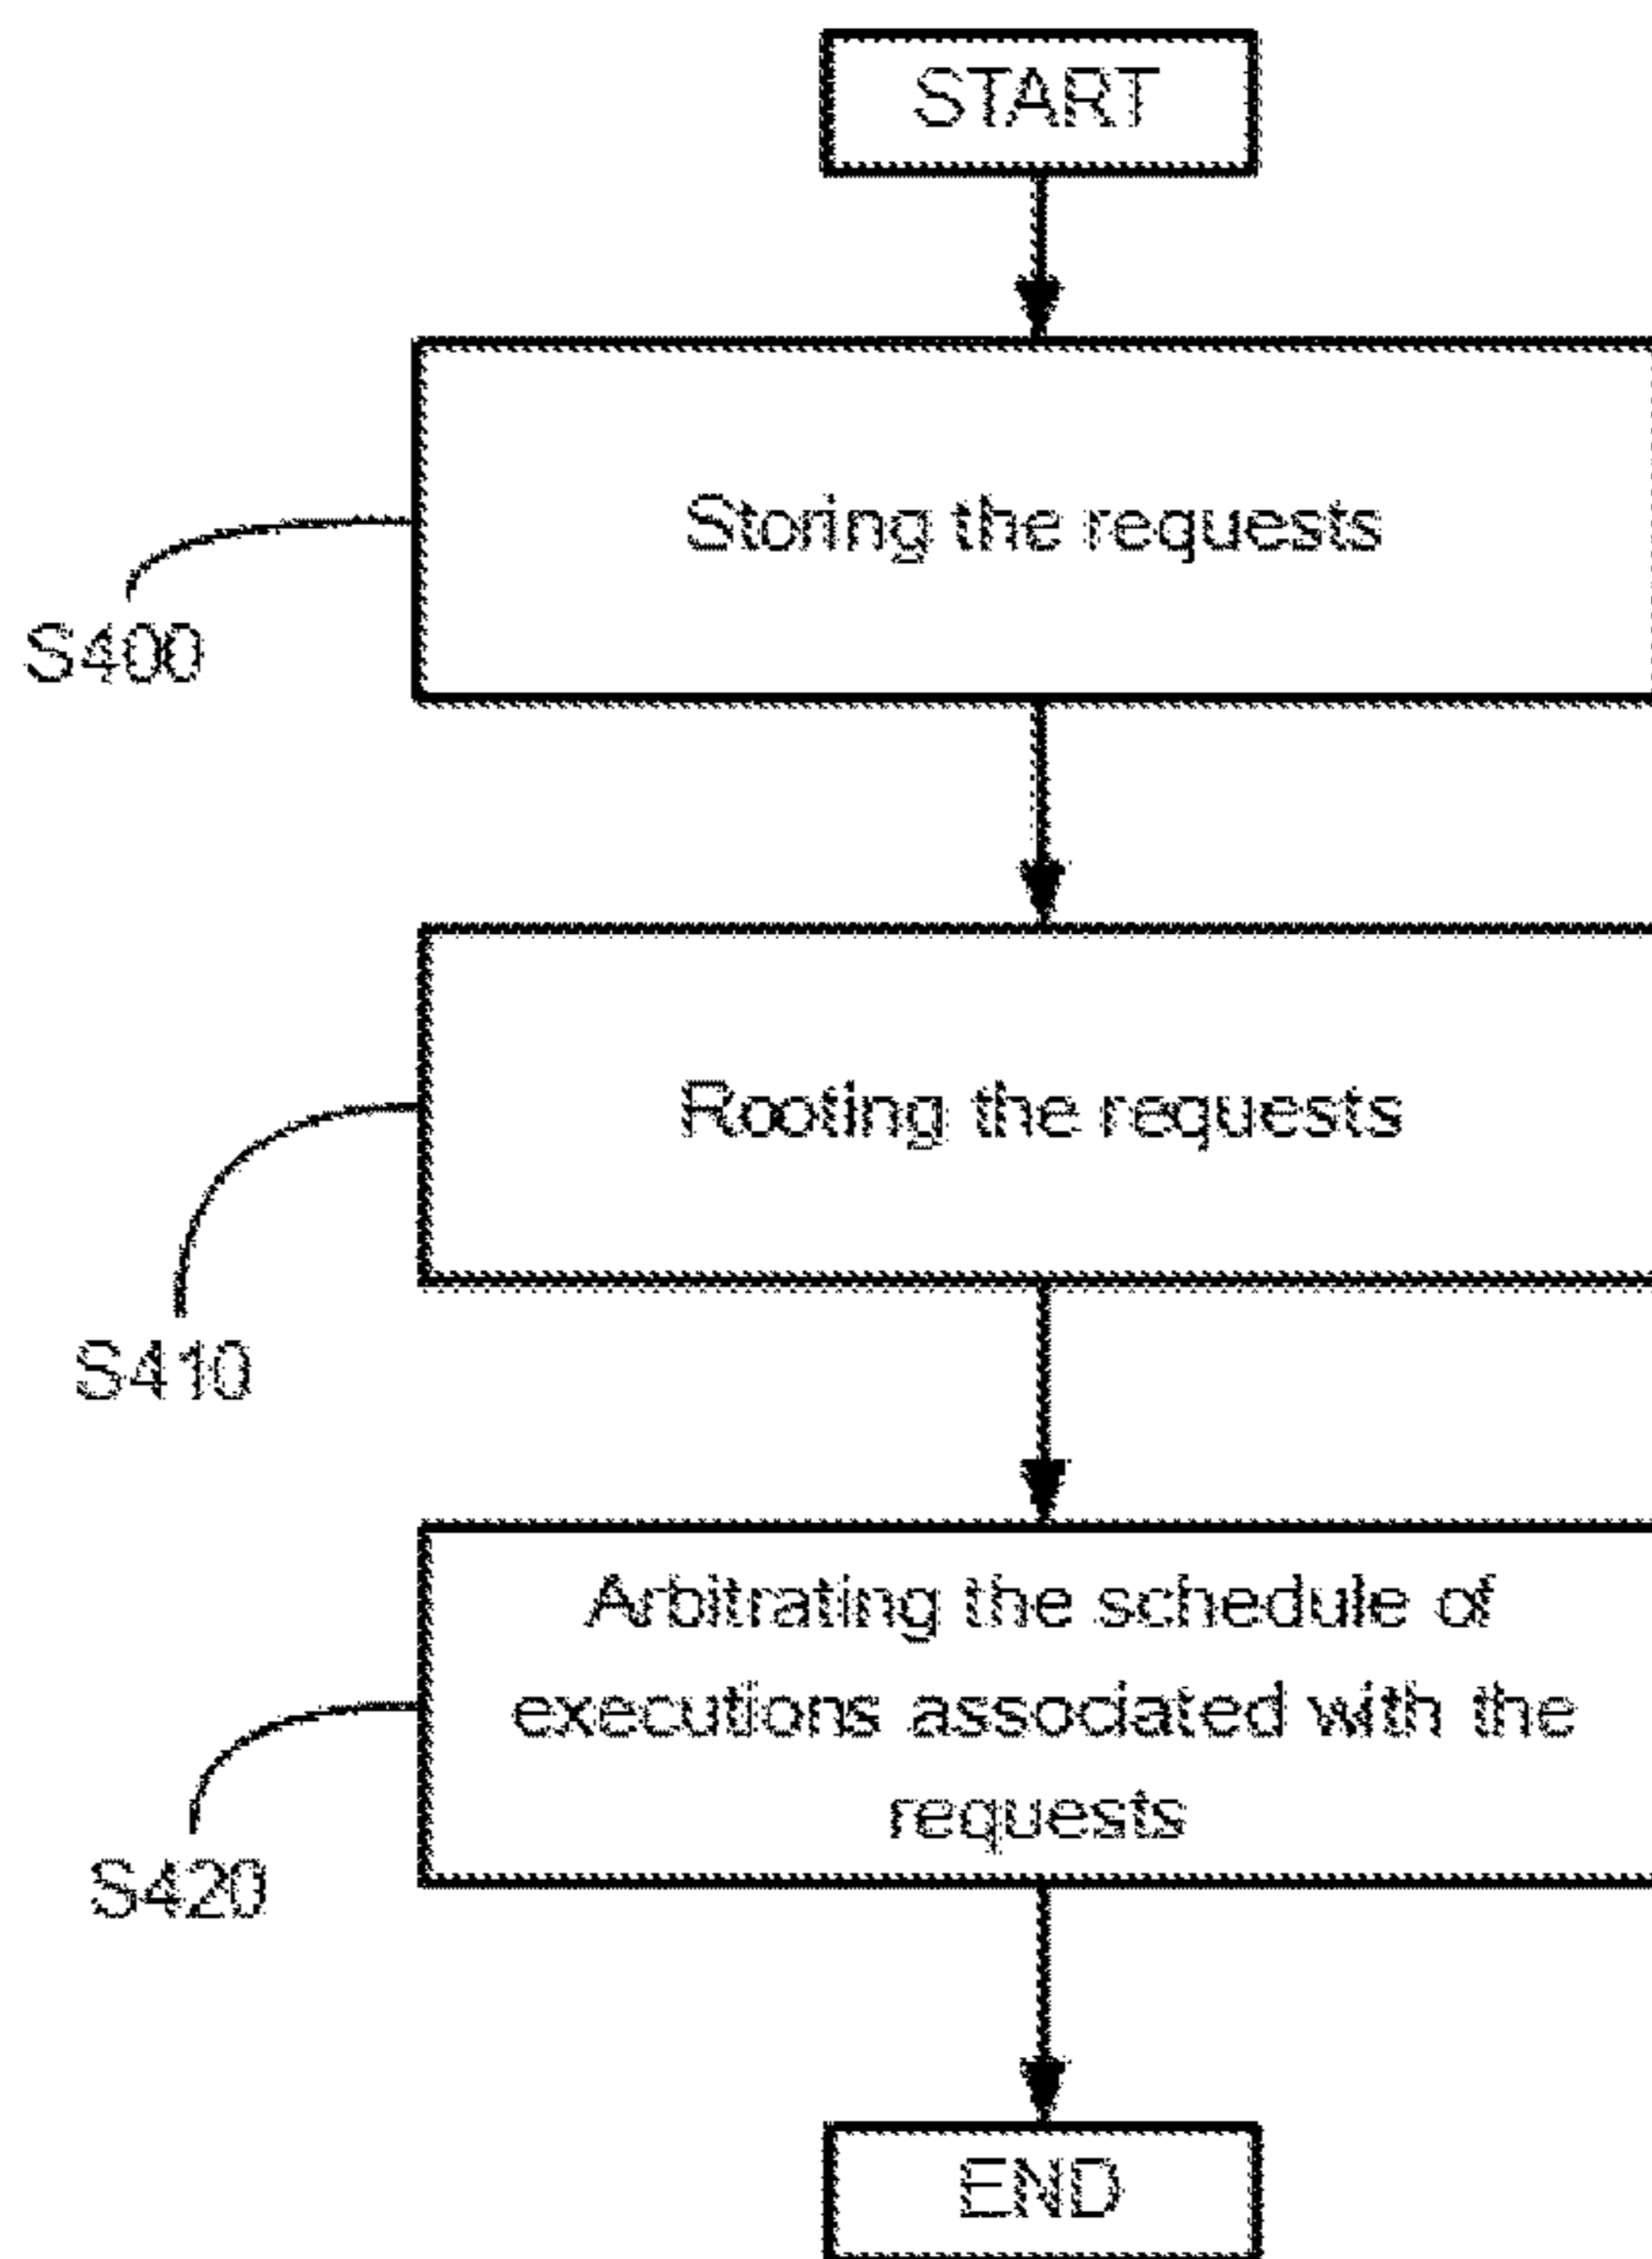 START
Storing the requests
S400
Rooting the requests
S410
Arbitrating the schedule of
executions associated with the
requests
S420
END